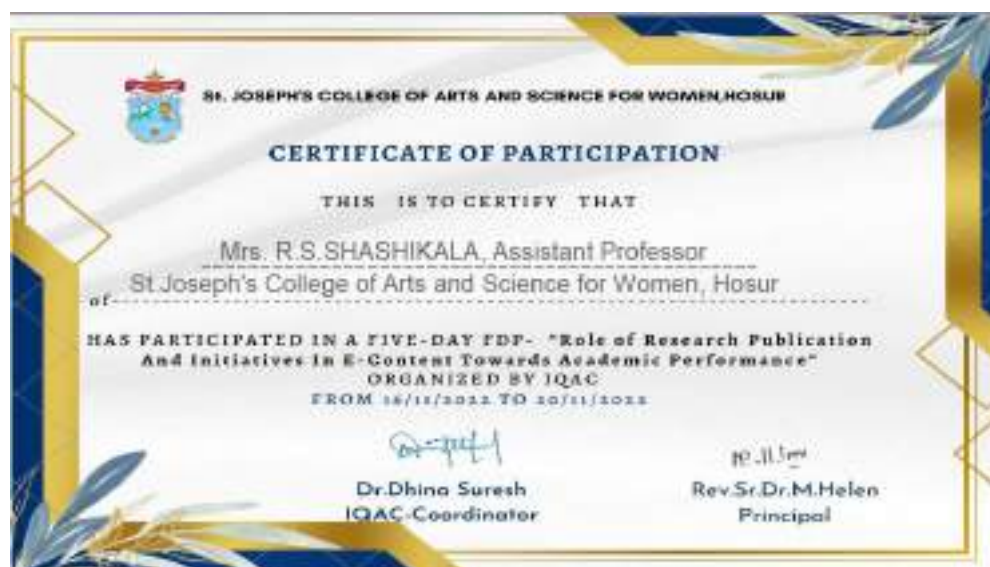 St. JOSEPH'S COLLEGE OF ARTS AND SCIENCE FOR WOMEN,HOSUR
CERTIFICATE OF PARTICIPATION
THIS IS TO CERTIFY THAT
Mrs. R.S.SHASHIKALA, Assistant Professor
of St.Joseph's College of Arts and Science for Women, Hosur
HAS PARTICIPATED IN A FIVE-DAY FDP- "Role of Research Publication
And Initiatives In E-Content Towards Academic Performance"
ORGANIZED BY IQAC
FROM 16/11/2022 TO 20/11/2022
Dr.Dhina Suresh
IQAC-Coordinator
Rev.Sr.Dr.M.Helen
Principal